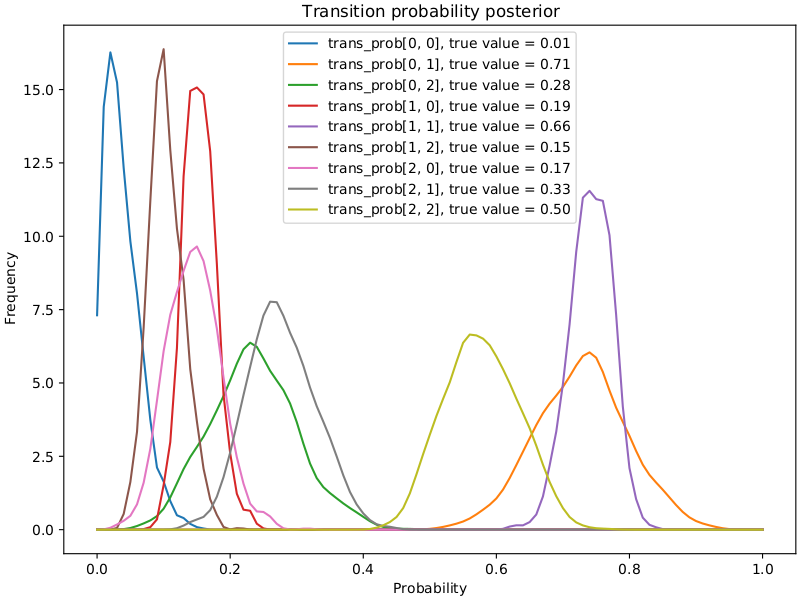 Transition probability posterior
trans_prob[0, 0], true value = 0.01
trans_prob[0, 1], true value = 0.71
trans_prob[0, 2], true value = 0.28
trans_prob[1, 0], true value = 0.19
trans_prob[1, 1], true value = 0.66
trans_prob[1, 2], true value = 0.15
trans_prob[2, 0], true value = 0.17
trans_prob[2, 1], true value = 0.33
trans_prob[2, 2], true value = 0.50
Frequency
15.0
12.5
10.0
7.5
5.0
2.5
0.0
0.0 0.2 0.4 0.6 0.8 1.0
Probability